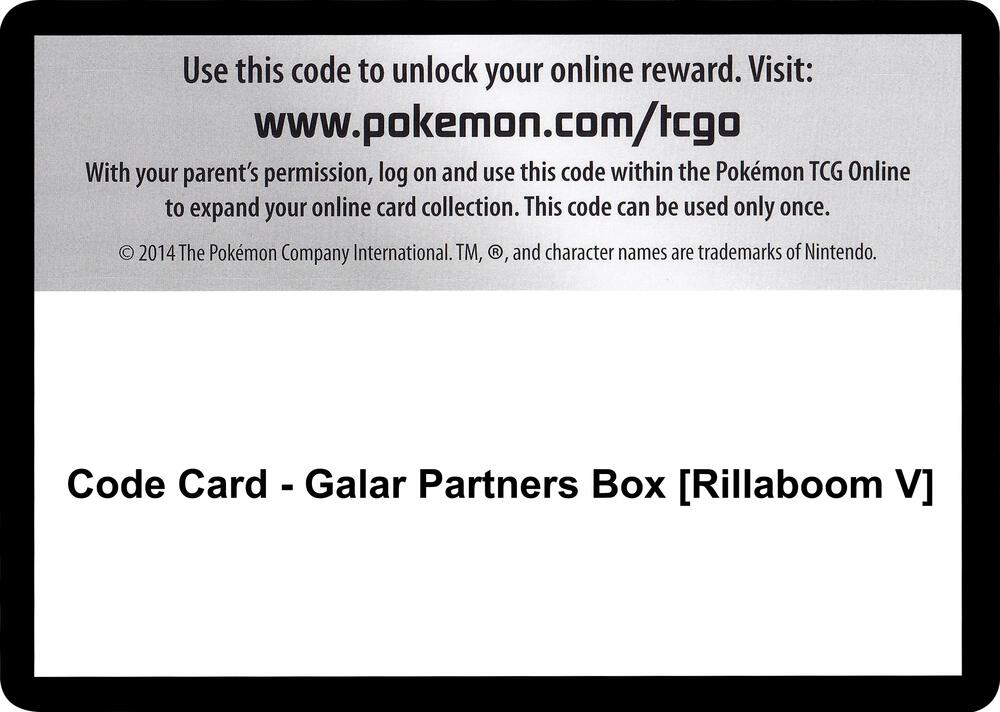 Use this code to unlock your online reward. Visit:
www.pokemon.com/tcgo
With your parent's permission, log on and use this code within the Pokémon TCG Online
to expand your online card collection. This code can be used only once.
© 2014 The Pokémon Company International. TM, ®, and character names are trademarks of Nintendo.
Code Card - Galar Partners Box [Rillaboom V]